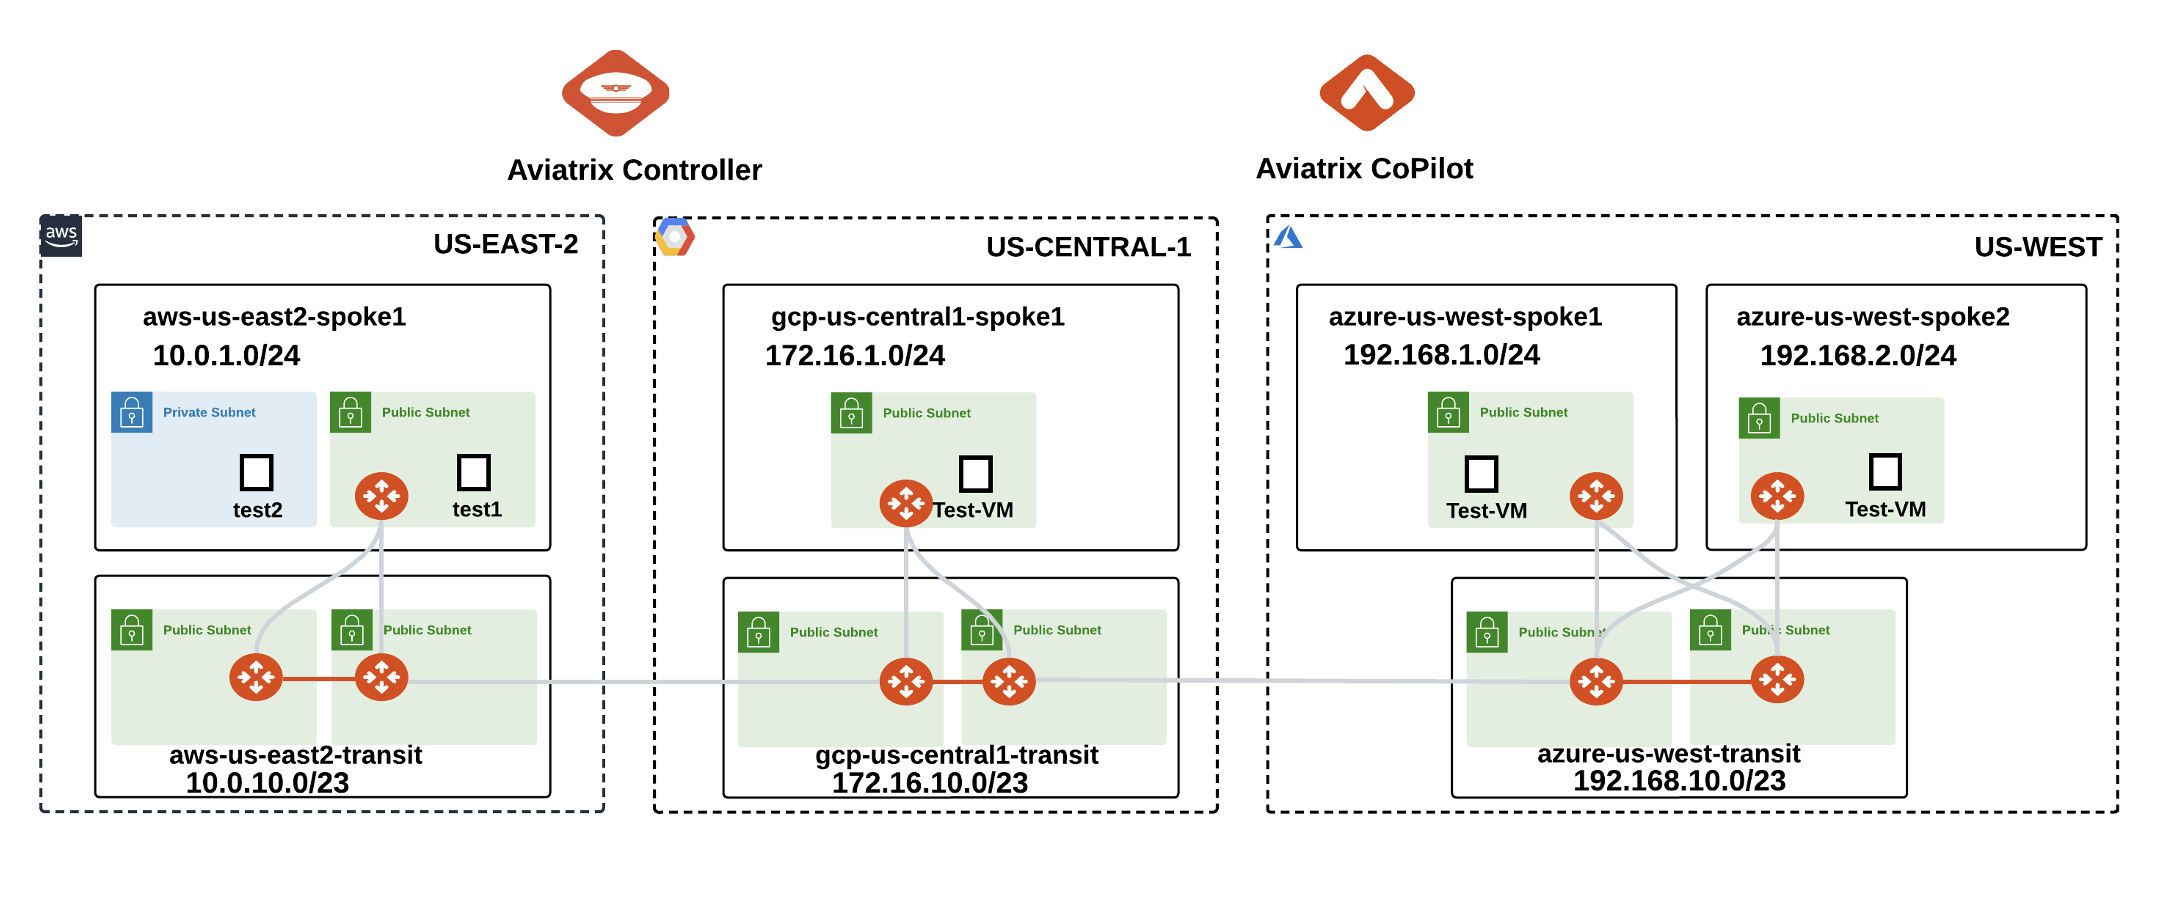 Aviatrix Controller
Aviatrix CoPilot
aws
US-EAST-2
aws-us-east2-spoke1
10.0.1.0/24
Private Subnet
Public Subnet
test2
test1
Public Subnet
Public Subnet
aws-us-east2-transit
10.0.10.0/23
US-CENTRAL-1
gcp-us-central1-spoke1
172.16.1.0/24
Public Subnet
Test-VM
Public Subnet
Public Subnet
gcp-us-central1-transit
172.16.10.0/23
US-WEST
azure-us-west-spoke1
192.168.1.0/24
Public Subnet
Test-VM
azure-us-west-spoke2
192.168.2.0/24
Public Subnet
Test-VM
Public Subnet
Public Subnet
azure-us-west-transit
192.168.10.0/23